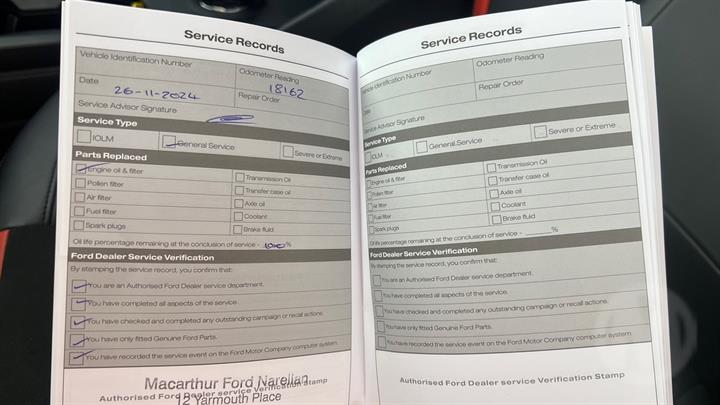 Service Records
Vehicle Identification Number
Odometer Reading
18162
Date
26-11-2024
Repair Order
Service Advisor Signature
Service Type
IOLM
General Service
Severe or Extreme
Parts Replaced
Engine oil & filter
Transmission Oil
Pollen filter
Transfer case oil
Air filter
Axle oil
Fuel filter
Coolant
Spark plugs
Brake fluid
Oil life percentage remaining at the conclusion of service - 100%
Ford Dealer Service Verification
By stamping the service record, you confirm that:
You are an Authorised Ford Dealer service department.
You have completed all aspects of the service.
You have checked and completed any outstanding campaign or recall actions.
You have only fitted Genuine Ford Parts.
You have recorded the service event on the Ford Motor Company computer system.
Macarthur Ford Narellan
Authorised Ford Dealer service Verification Stamp
12 Yarmouth Place
Service Records
Vehicle Identification Number
Odometer Reading
Date
Repair Order
Service Advisor Signature
Service Type
IOLM
General Service
Severe or Extreme
Parts Replaced
Engine oil & filter
Transmission Oil
Pollen filter
Transfer case oil
Air filter
Axle oil
Fuel filter
Coolant
Spark plugs
Brake fluid
Oil life percentage remaining at the conclusion of service - ______%
Ford Dealer Service Verification
By stamping the service record, you confirm that:
You are an Authorised Ford Dealer service department.
You have completed all aspects of the service.
You have checked and completed any outstanding campaign or recall actions.
You have only fitted Genuine Ford Parts.
You have recorded the service event on the Ford Motor Company computer system.
Authorised Ford Dealer service Verification Stamp